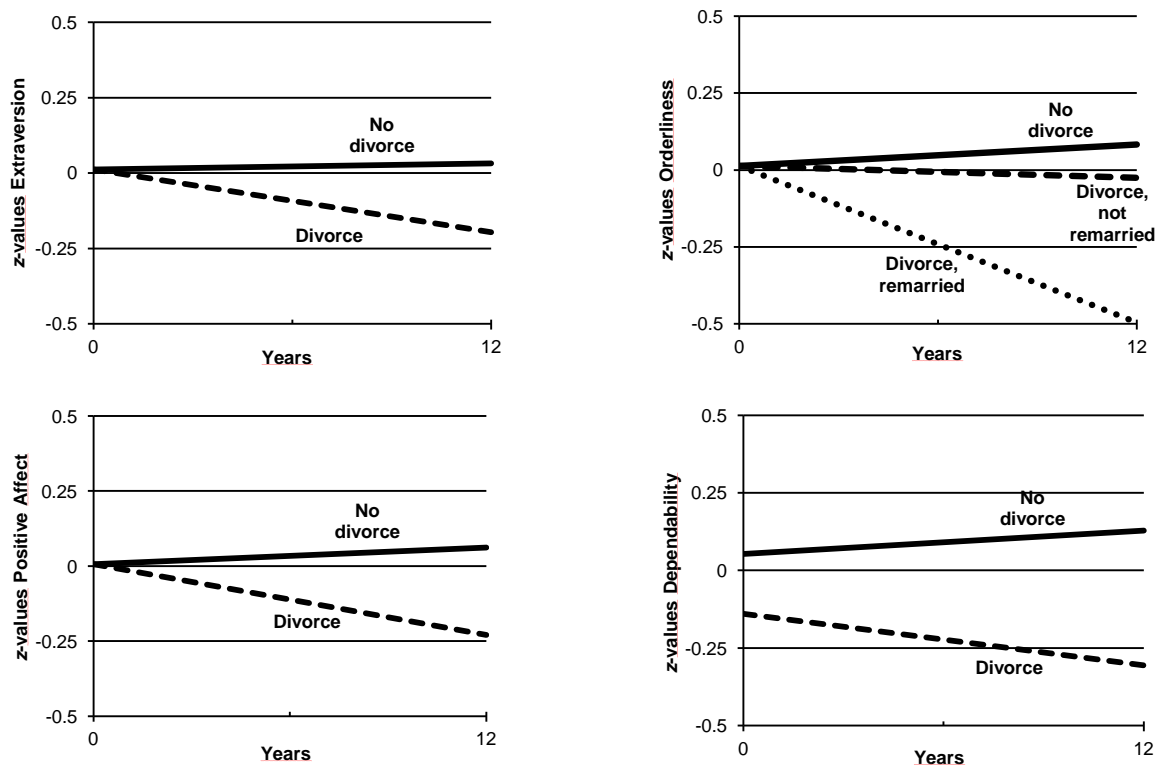 0.5
0.25
0
-0.25
-0.5
z-values Extraversion
No
divorce
Divorce
0
12
Years
0.5
0.25
0
-0.25
-0.5
z-values Orderliness
No
divorce
Divorce,
not
remarried
Divorce,
remarried
0
12
Years
0.5
0.25
0
-0.25
-0.5
z-values Positive Affect
No
divorce
Divorce
0
12
Years
0.5
0.25
0
-0.25
-0.5
z-values Dependability
No
divorce
Divorce
0
12
Years